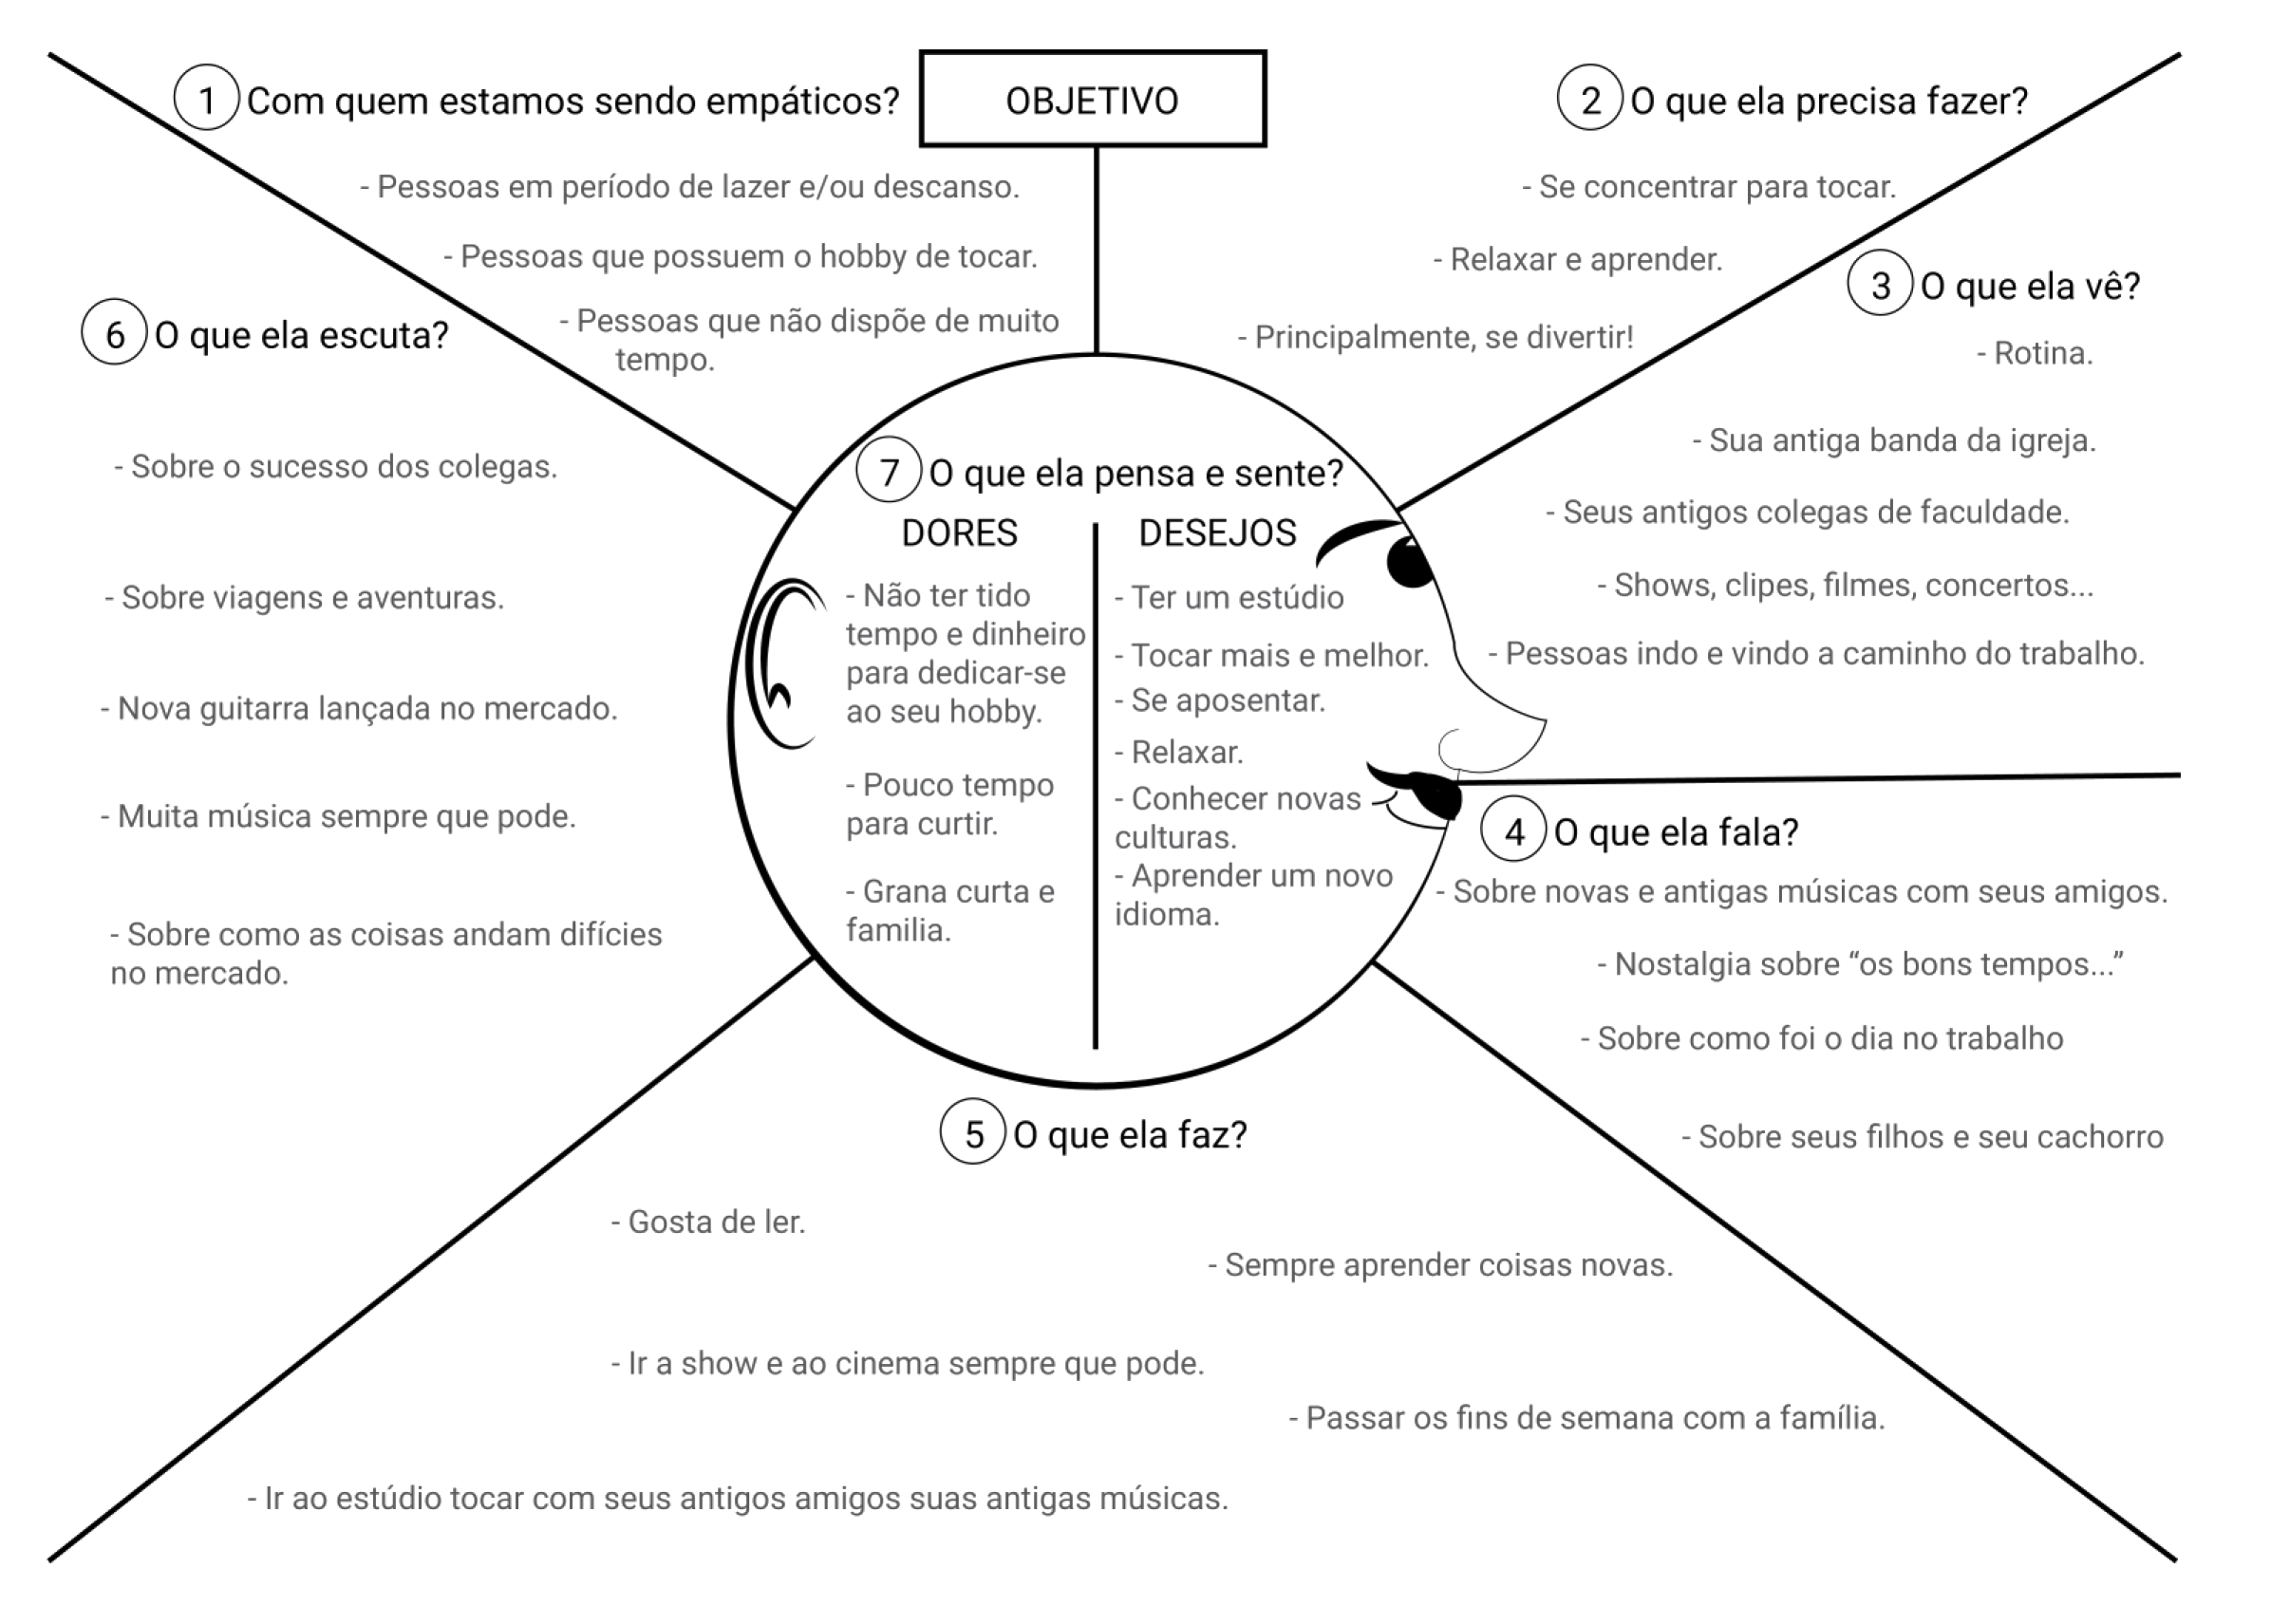 OBJETIVO
1 Com quem estamos sendo empáticos?
- Pessoas em período de lazer e/ou descanso.
- Pessoas que possuem o hobby de tocar.
- Pessoas que não dispõe de muito
tempo.
2 O que ela precisa fazer?
- Se concentrar para tocar.
- Relaxar e aprender.
- Principalmente, se divertir!
3 O que ela vê?
- Rotina.
- Sua antiga banda da igreja.
- Seus antigos colegas de faculdade.
- Shows, clipes, filmes, concertos...
- Pessoas indo e vindo a caminho do trabalho.
4 O que ela fala?
- Sobre novas e antigas músicas com seus amigos.
- Nostalgia sobre “os bons tempos...”
- Sobre como foi o dia no trabalho
- Sobre seus filhos e seu cachorro
5 O que ela faz?
- Gosta de ler.
- Sempre aprender coisas novas.
- Ir a show e ao cinema sempre que pode.
- Passar os fins de semana com a família.
- Ir ao estúdio tocar com seus antigos amigos suas antigas músicas.
6 O que ela escuta?
- Sobre o sucesso dos colegas.
- Sobre viagens e aventuras.
- Nova guitarra lançada no mercado.
- Muita música sempre que pode.
- Sobre como as coisas andam difícies
no mercado.
7 O que ela pensa e sente?
DORES
- Não ter tido
tempo e dinheiro
para dedicar-se
ao seu hobby.
- Pouco tempo
para curtir.
- Grana curta e
familia.
DESEJOS
- Ter um estúdio
- Tocar mais e melhor.
- Se aposentar.
- Relaxar.
- Conhecer novas
culturas.
- Aprender um novo
idioma.